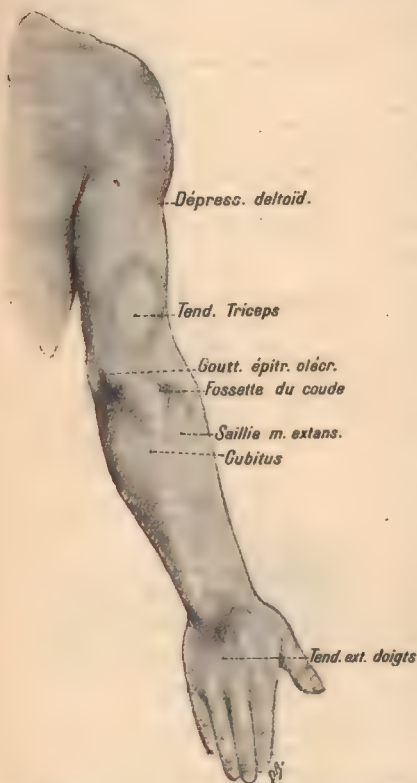 Dépress. deltoïd.
Tend. Triceps
Goutt. épitr. olécr.
Fossette du coude
Saillie m. extens.
Cubitus
Tend. ext. doigts